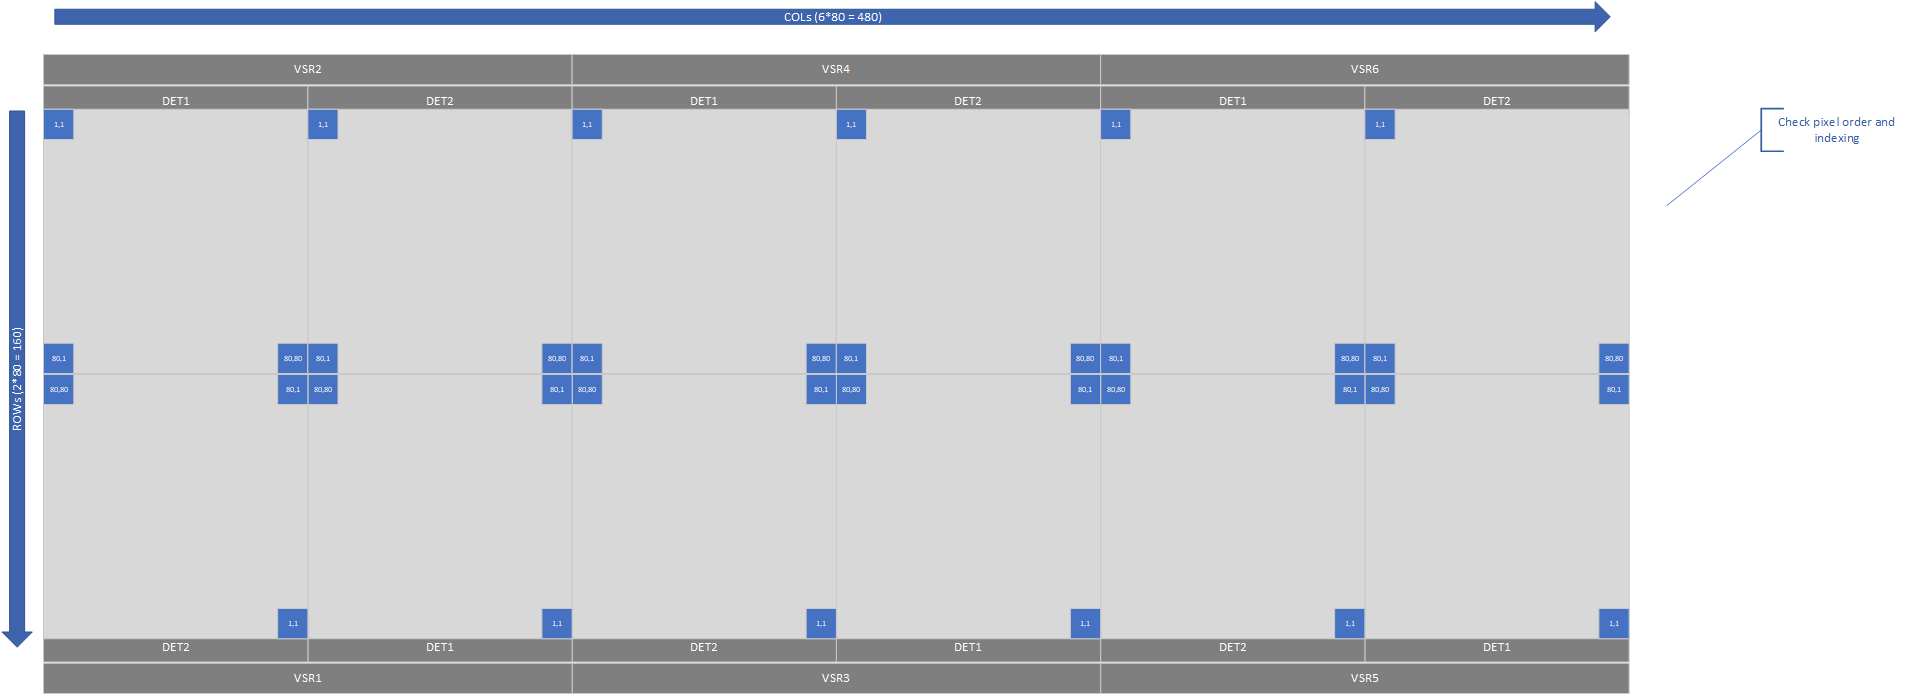 COLs (6*80 = 480)
VSR2 VSR4 VSR6
DET1 DET2 DET1 DET2 DET1 DET2
1,1 1,1 1,1 1,1 1,1 1,1
Check pixel order and
indexing
ROWs (2*80 = 160)
80,1 80,80 80,1 80,80 80,1 80,80 80,1 80,80 80,1 80,80 80,1 80,80
80,80 80,1 80,80 80,1 80,80 80,1 80,80 80,1 80,80 80,1 80,80 80,1
1,1 1,1 1,1 1,1 1,1 1,1
DET2 DET1 DET2 DET1 DET2 DET1
VSR1 VSR3 VSR5